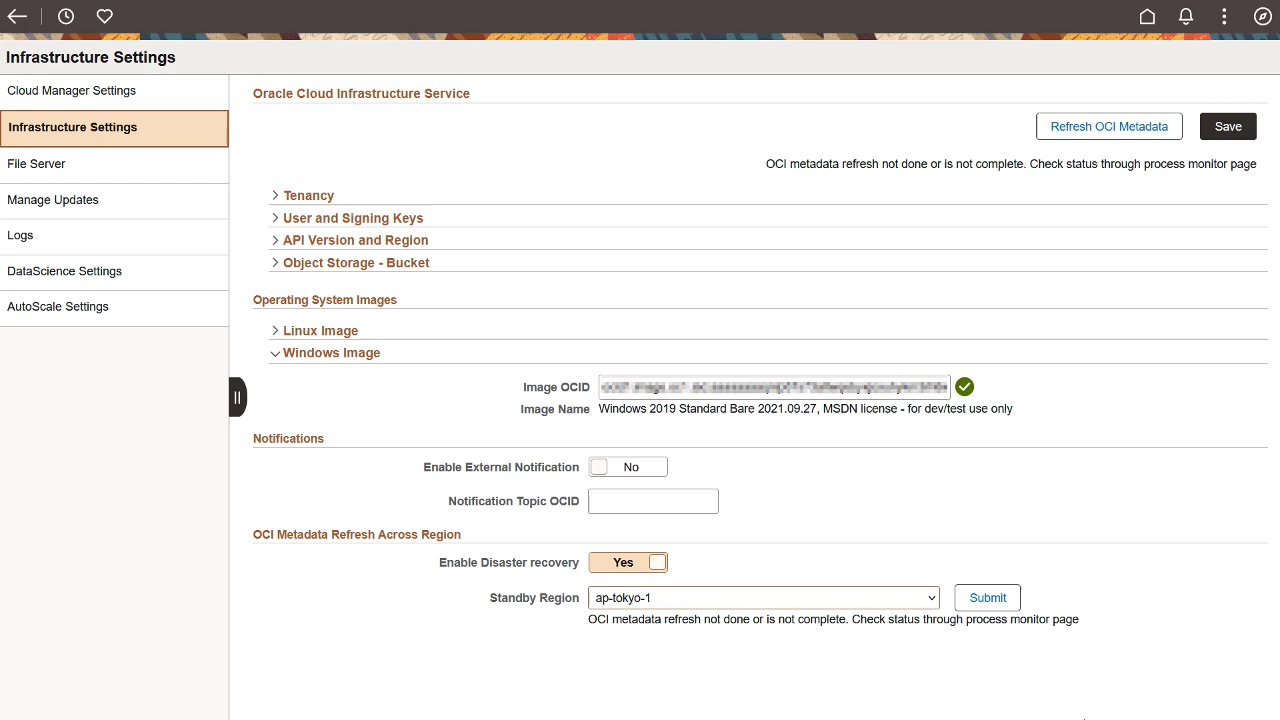 Infrastructure Settings
Cloud Manager Settings
Infrastructure Settings
File Server
Manage Updates
Logs
DataScience Settings
AutoScale Settings
Oracle Cloud Infrastructure Service
Refresh OCI Metadata
Save
OCI metadata refresh not done or is not complete. Check status through process monitor page
Tenancy
User and Signing Keys
API Version and Region
Object Storage - Bucket
Operating System Images
Linux Image
Windows Image
Image OCID
Image Name Windows 2019 Standard Bare 2021.09.27, MSDN license - for dev/test use only
Notifications
Enable External Notification No
Notification Topic OCID
OCI Metadata Refresh Across Region
Enable Disaster recovery Yes
Standby Region ap-tokyo-1 Submit
OCI metadata refresh not done or is not complete. Check status through process monitor page